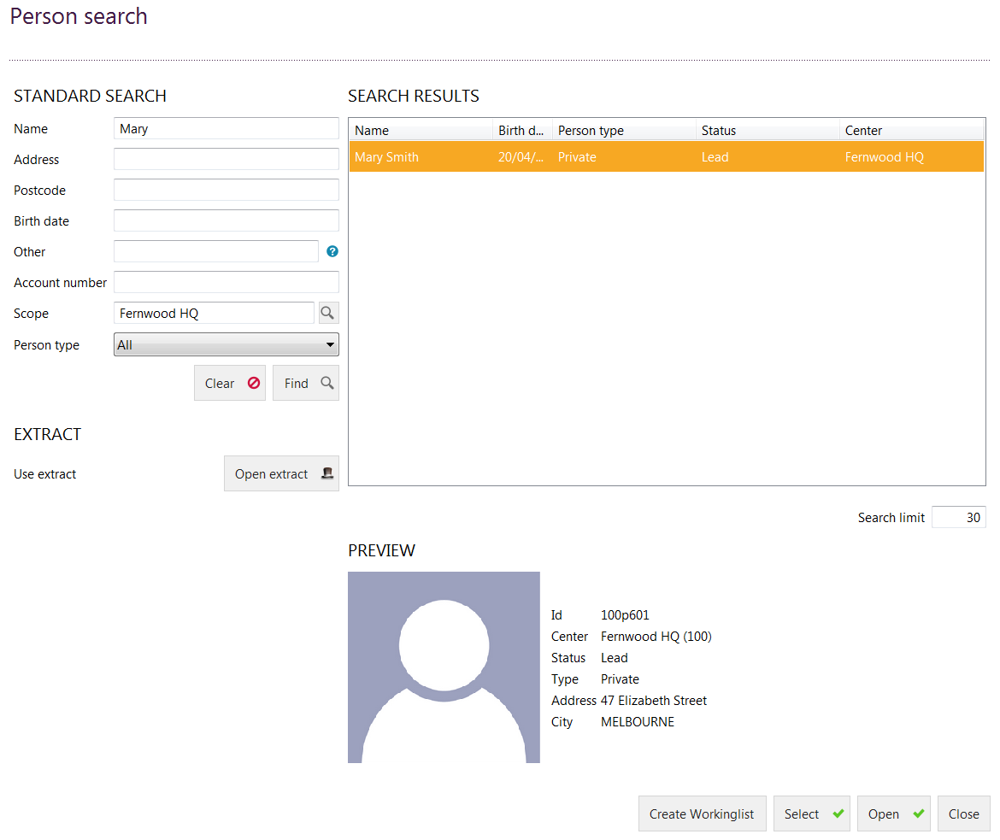 Person search
STANDARD SEARCH
Name Mary
Address
Postcode
Birth date
Other ?
Account number
Scope Fernwood HQ
Person type All
Clear Find
EXTRACT
Use extract Open extract
SEARCH RESULTS
Name Birth d... Person type Status Center
Mary Smith 20/04/... Private Lead Fernwood HQ
Search limit 30
PREVIEW
Id 100p601
Center Fernwood HQ (100)
Status Lead
Type Private
Address 47 Elizabeth Street
City MELBOURNE
Create Workinglist Select Open Close